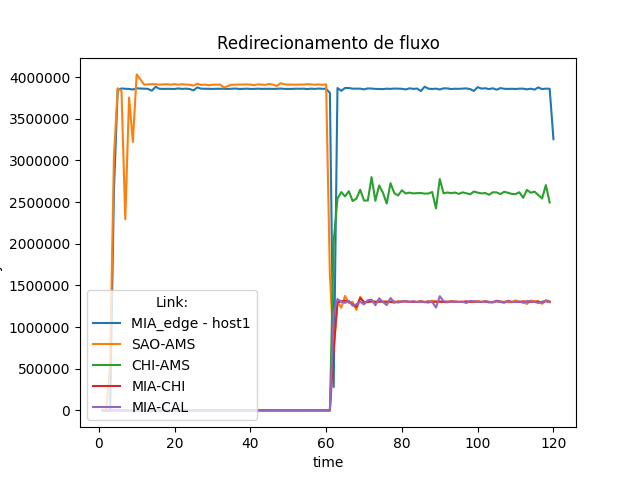 Redirecionamento de fluxo
4000000
3500000
3000000
2500000
2000000
1500000
1000000
500000
0
Link:
MIA_edge - host1
SAO-AMS
CHI-AMS
MIA-CHI
MIA-CAL
0 20 40 60 80 100 120
time